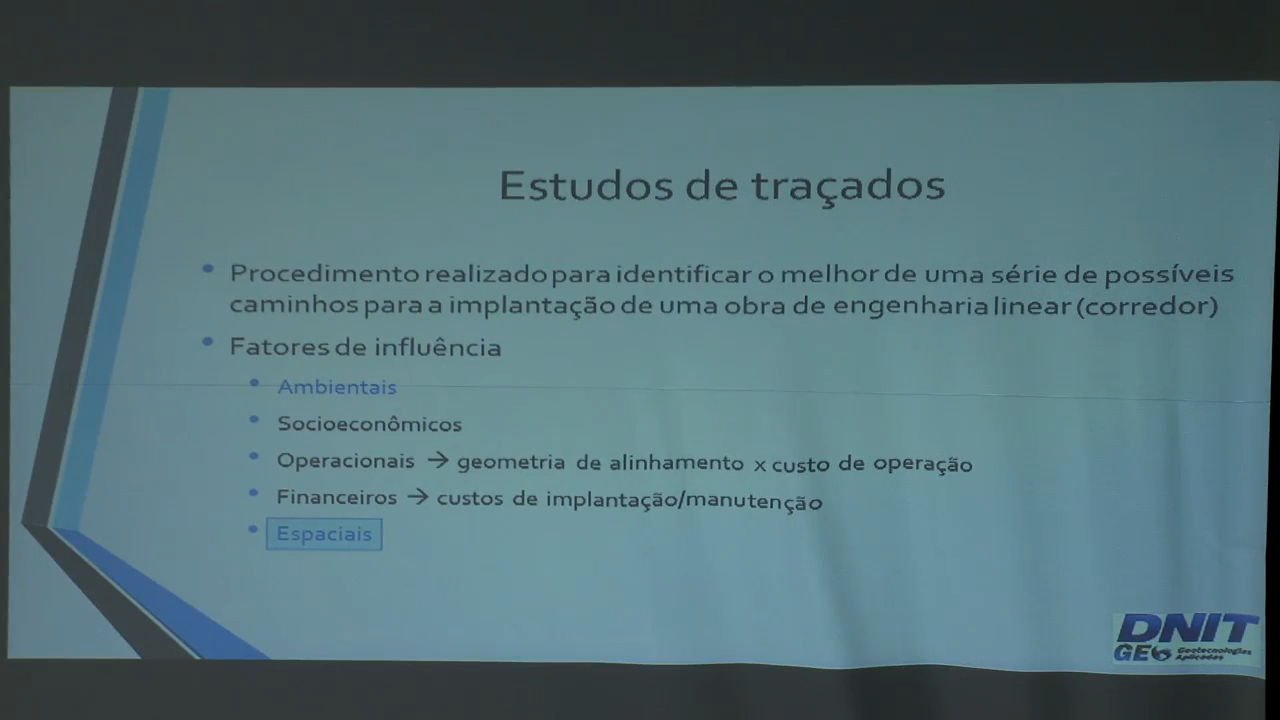 Estudos de traçados
Procedimento realizado para identificar o melhor de uma série de possíveis
caminhos para a implantação de uma obra de engenharia linear (corredor)
Fatores de influência
Ambientais
Socioeconômicos
Operacionais → geometria de alinhamento x custo de operação
Financeiros → custos de implantação/manutenção
Espaciais
DNIT
GEO Geotecnologias
Aplicadas